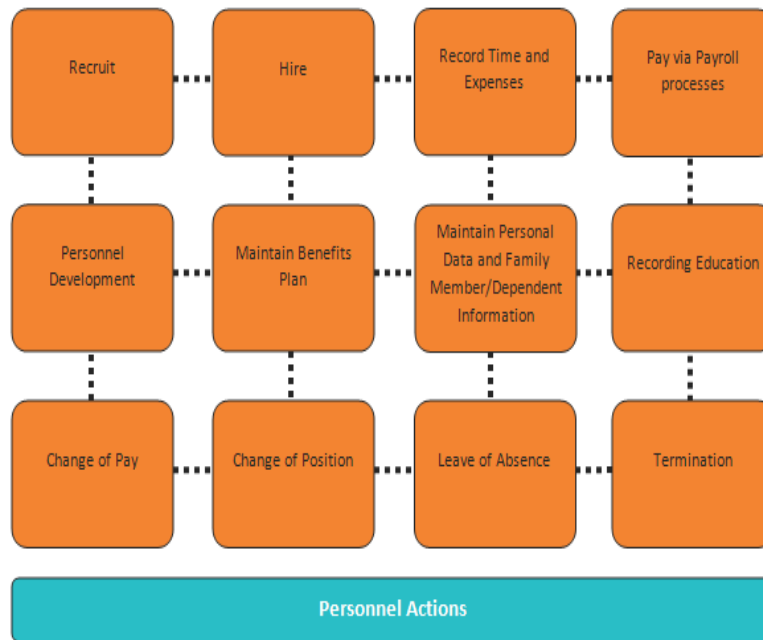 Recruit
Hire
Record Time and
Expenses
Pay via Payroll
processes
Personnel
Development
Maintain Benefits
Plan
Maintain Personal
Data and Family
Member/Dependent
Information
Recording Education
Change of Pay
Change of Position
Leave of Absence
Termination
Personnel Actions